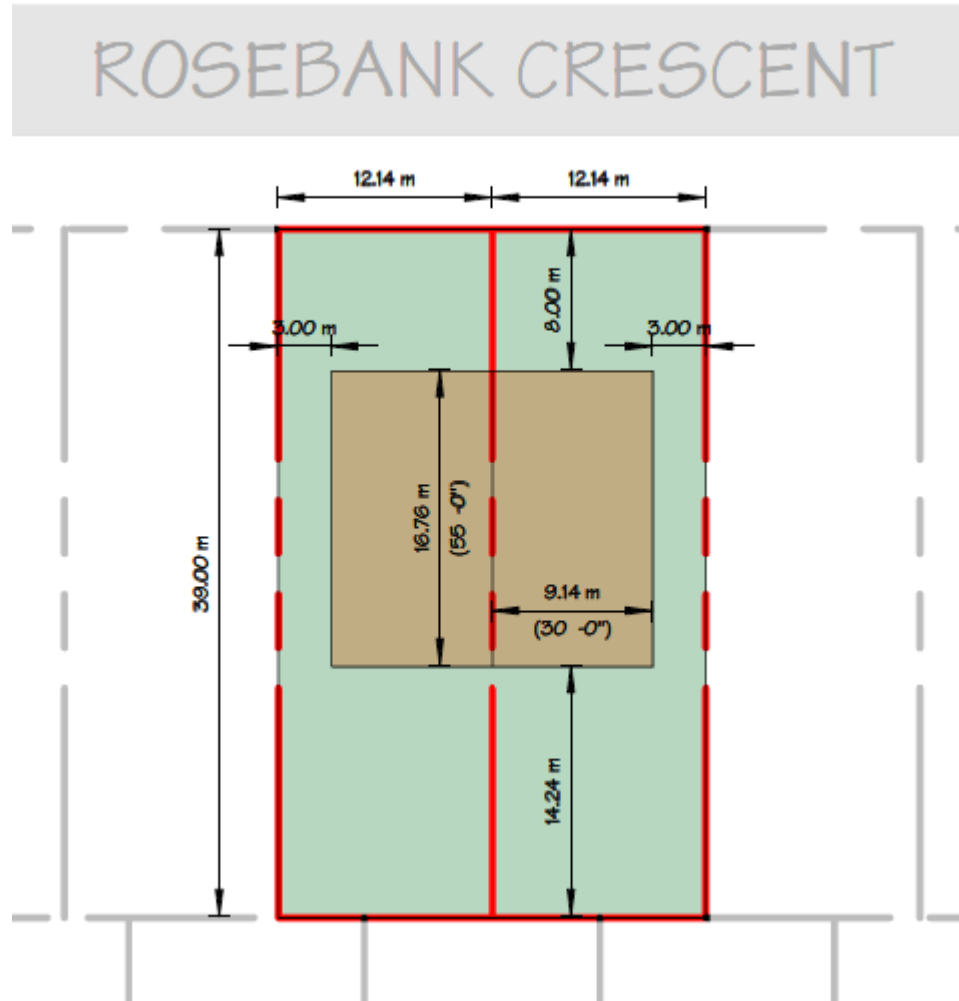 ROSEBANK CRESCENT
12.14 m
12.14 m
8.00 m
3.00 m
3.00 m
16.76 m
(55 -0")
39.00 m
9.14 m
(30 -0")
14.24 m